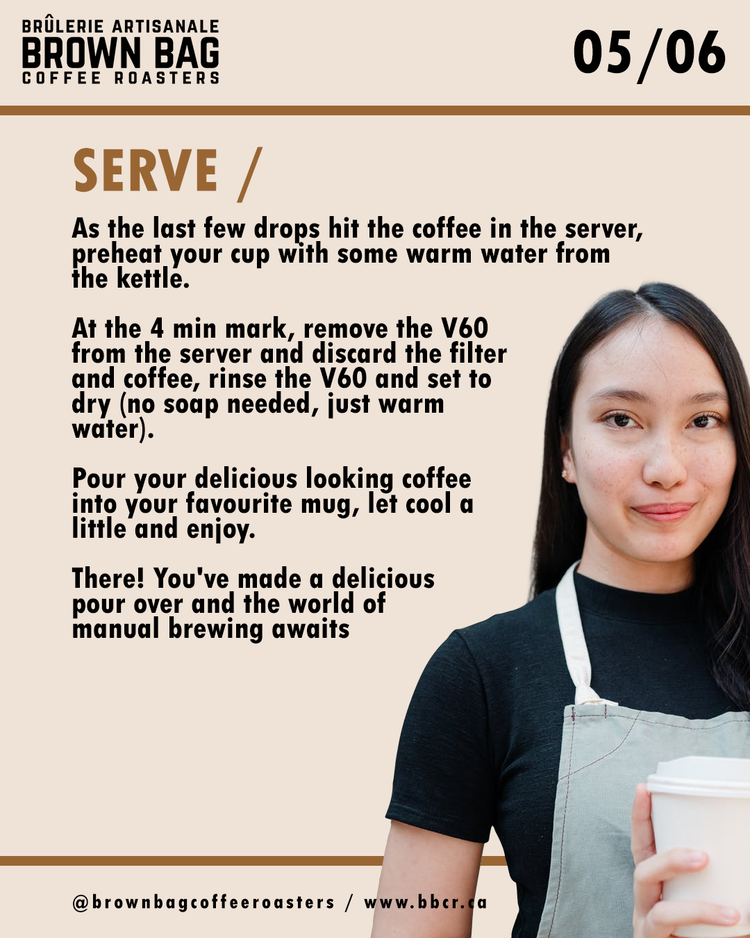 BRÛLERIE ARTISANALE
BROWN BAG
COFFEE ROASTERS
05/06
SERVE /
As the last few drops hit the coffee in the server,
preheat your cup with some warm water from
the kettle.
At the 4 min mark, remove the V60
from the server and discard the filter
and coffee, rinse the V60 and set to
dry (no soap needed, just warm
water).
Pour your delicious looking coffee
into your favourite mug, let cool a
little and enjoy.
There! You've made a delicious
pour over and the world of
manual brewing awaits
@brownbagcoffeeroasters / www.bbcr.ca